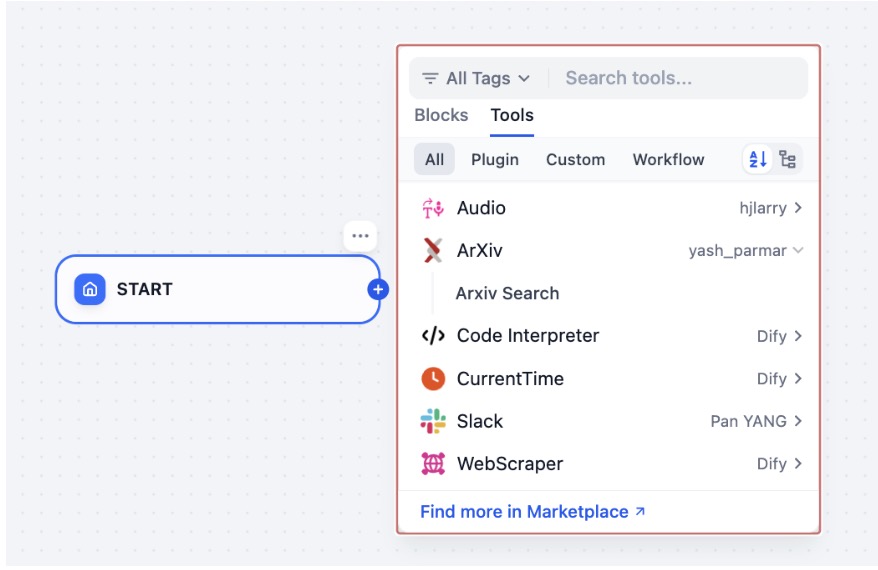 All Tags Search tools...
Blocks Tools
All Plugin Custom Workflow
Audio hjlarry
ArXiv yash_parmar
START
Arxiv Search
Code Interpreter Dify
CurrentTime Dify
Slack Pan YANG
WebScraper Dify
Find more in Marketplace